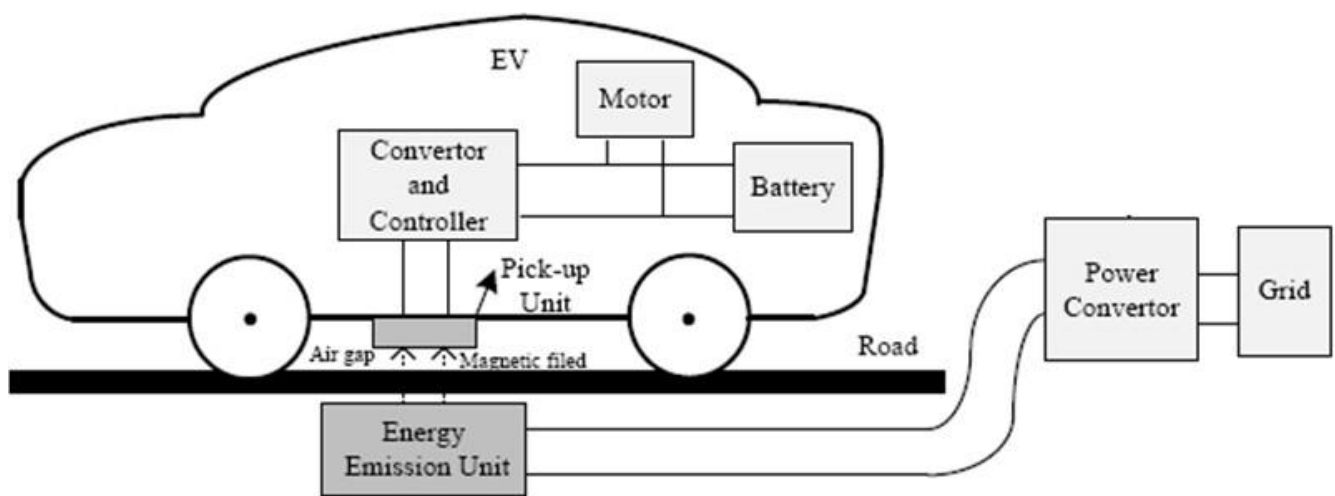 EV
Motor
Convertor
and
Controller
Battery
Pick-up
Unit
Air gap
Magnetic filed
Road
Power
Convertor
Grid
Energy
Emission Unit